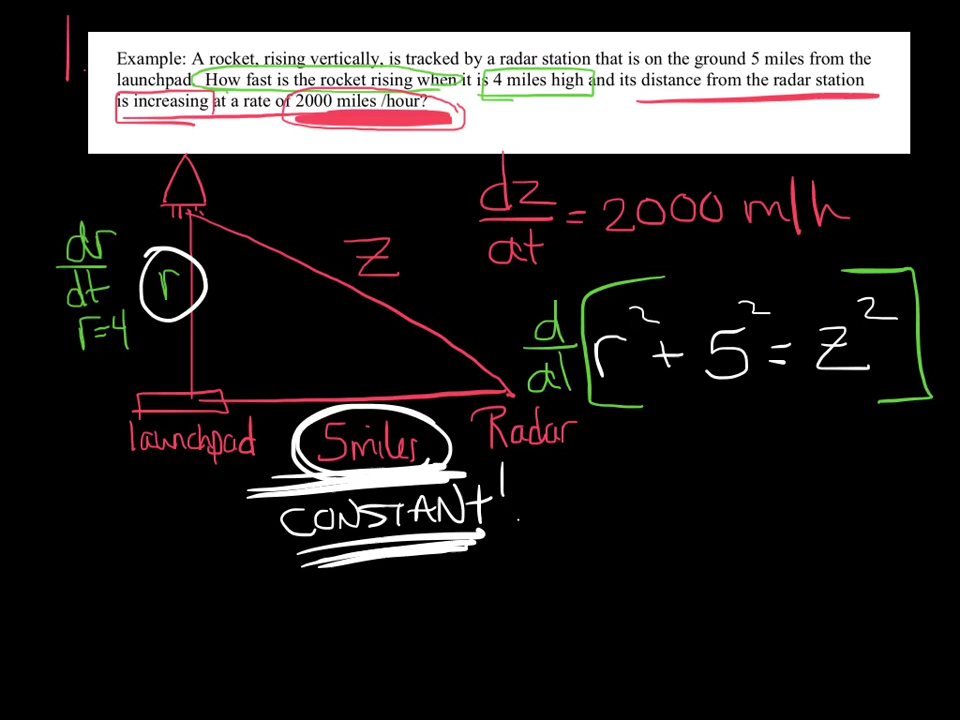 1.
Example: A rocket, rising vertically, is tracked by a radar station that is on the ground 5 miles from the
launchpad. How fast is the rocket rising when it is 4 miles high and its distance from the radar station
is increasing at a rate of 2000 miles /hour?
dz/dt = 2000 m/h
dr/dt
r
z
r=4
d/dt [r² + 5² = z²]
launchpad
5miles
Radar
CONSTANT!